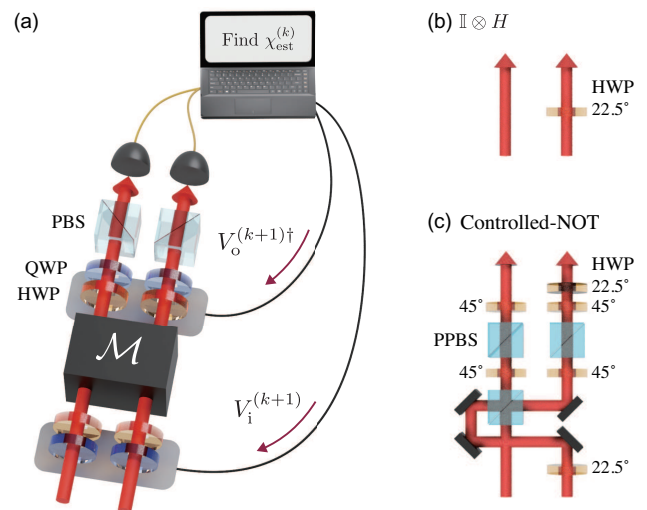 (a)
Find χ_est^(k)
PBS
QWP
HWP
V_o^(k+1)†
ℳ
V_i^(k+1)
(b) 𝕀 ⊗ H
HWP
22.5°
(c) Controlled-NOT
HWP
22.5°
45° 45°
PPBS
45° 45°
22.5°